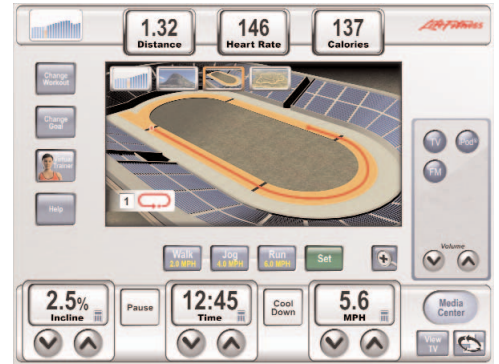 1.32
Distance
146
Heart Rate
137
Calories
LifeFitness
Change
Workout
Change
Goal
Virtual
Trainer
Help
1
TV
iPod
FM
Volume
Walk
2.0 MPH
Jog
4.0 MPH
Run
6.0 MPH
Set
2.5%
Incline
Pause
12:45
Time
Cool
Down
5.6
MPH
Media
Center
View
TV